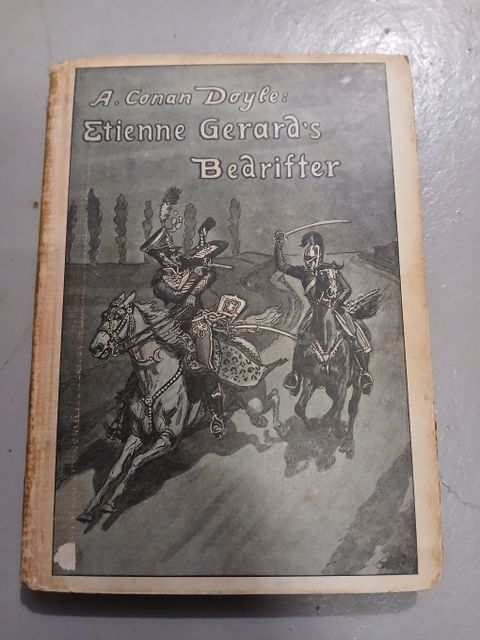 A. Conan Doyle:
Etienne Gerard's
Bedrifter